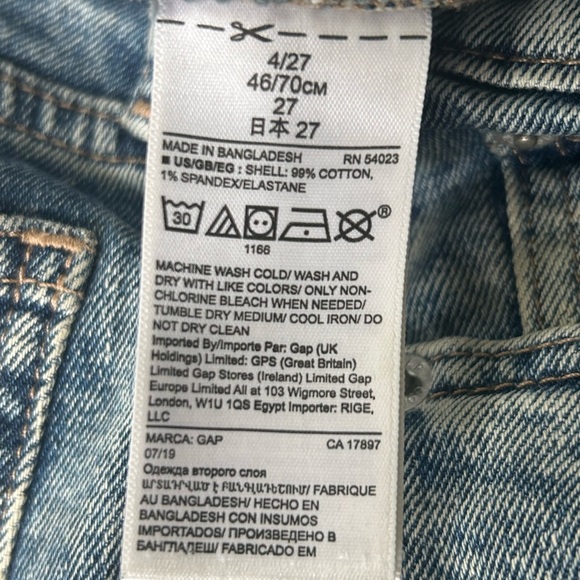 4/27
46/70CM
27
日本 27
MADE IN BANGLADESH RN 54023
■ US/GB/EG : SHELL: 99% COTTON,
1% SPANDEX/ELASTANE
30 ®
1166
MACHINE WASH COLD/ WASH AND
DRY WITH LIKE COLORS/ ONLY NON-
CHLORINE BLEACH WHEN NEEDED/
TUMBLE DRY MEDIUM/ COOL IRON/ DO
NOT DRY CLEAN
Imported By/Importe Par: Gap (UK
Holdings) Limited: GPS (Great Britain)
Limited Gap Stores (Ireland) Limited Gap
Europe Limited All at 103 Wigmore Street,
London, W1U 1QS Egypt Importer: RIGE,
LLC
MARCA: GAP CA 17897
07/19
Одежда второго слоя
ԱՐՏԱԴՐՎԱԾ Է ԲԱՆԳԼԱԴԵՇՈՒՄ/ FABRIQUE
AU BANGLADESH/ HECHO EN
BANGLADESH CON INSUMOS
IMPORTADOS/ ПРОИЗВЕДЕНО В
БАНГЛАДЕШ/ FABRICADO EM